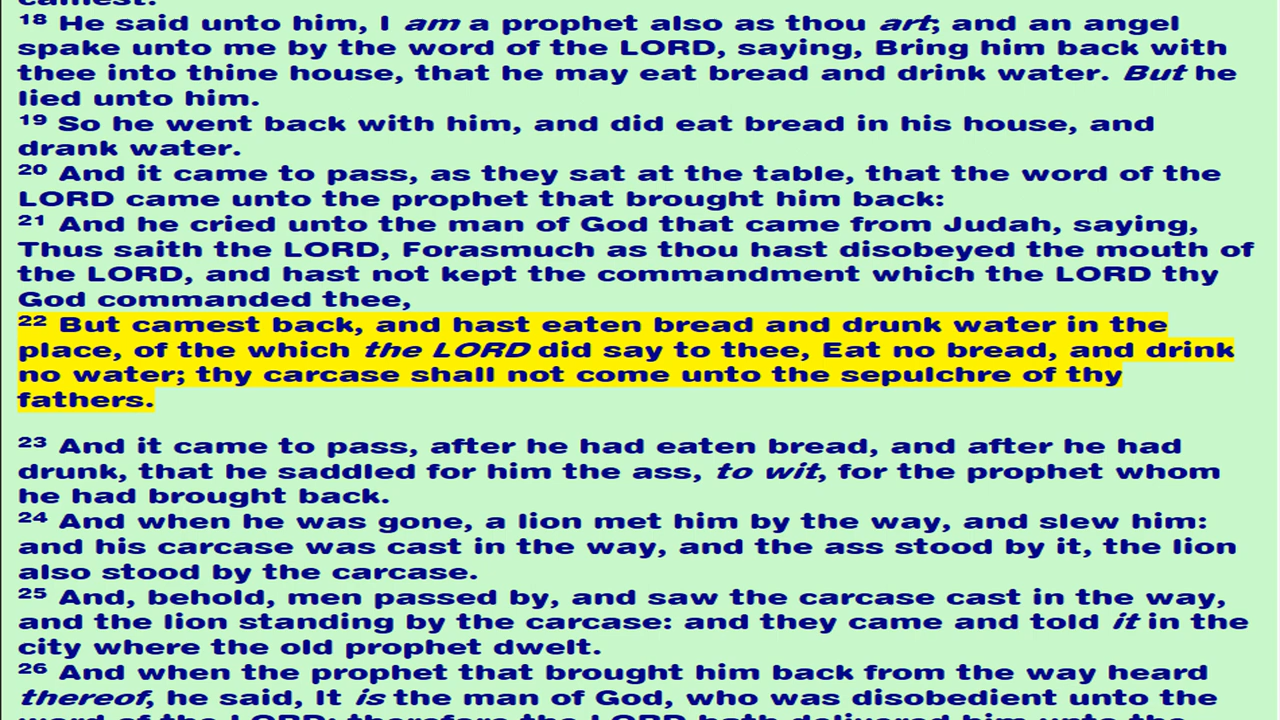 camest.
18 He said unto him, I am a prophet also as thou art; and an angel
spake unto me by the word of the LORD, saying, Bring him back with
thee into thine house, that he may eat bread and drink water. But he
lied unto him.
19 So he went back with him, and did eat bread in his house, and
drank water.
20 And it came to pass, as they sat at the table, that the word of the
LORD came unto the prophet that brought him back:
21 And he cried unto the man of God that came from Judah, saying,
Thus saith the LORD, Forasmuch as thou hast disobeyed the mouth of
the LORD, and hast not kept the commandment which the LORD thy
God commanded thee,
22 But camest back, and hast eaten bread and drunk water in the
place, of the which the LORD did say to thee, Eat no bread, and drink
no water; thy carcase shall not come unto the sepulchre of thy
fathers.
23 And it came to pass, after he had eaten bread, and after he had
drunk, that he saddled for him the ass, to wit, for the prophet whom
he had brought back.
24 And when he was gone, a lion met him by the way, and slew him:
and his carcase was cast in the way, and the ass stood by it, the lion
also stood by the carcase.
25 And, behold, men passed by, and saw the carcase cast in the way,
and the lion standing by the carcase: and they came and told it in the
city where the old prophet dwelt.
26 And when the prophet that brought him back from the way heard
thereof, he said, It is the man of God, who was disobedient unto the
word of the LORD: therefore the LORD hath delivered him unto the